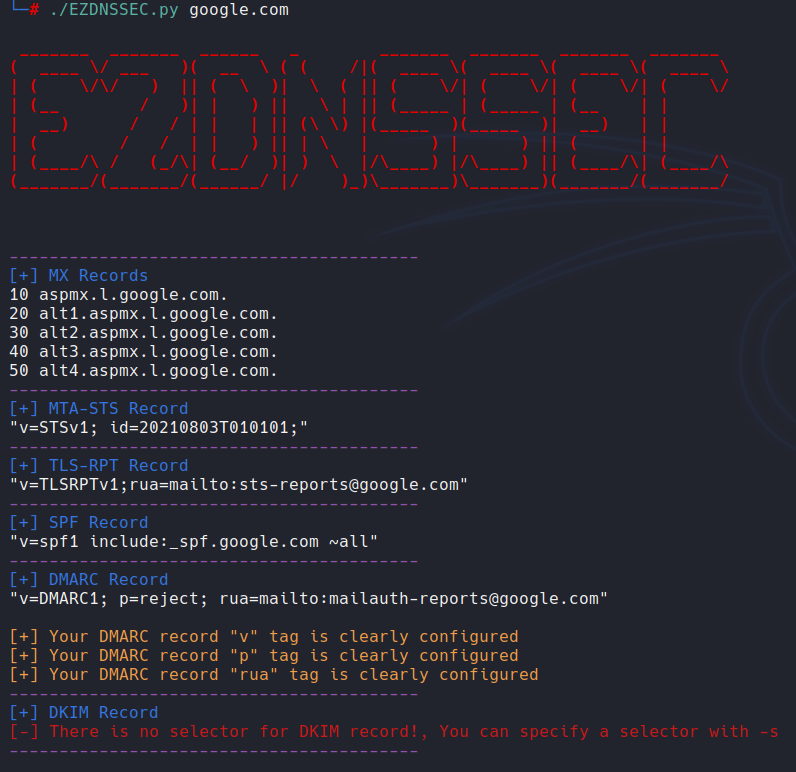 └─# ./EZDNSSEC.py google.com
EZDNSSEC
-----------------------------------------
[+] MX Records
10 aspmx.l.google.com.
20 alt1.aspmx.l.google.com.
30 alt2.aspmx.l.google.com.
40 alt3.aspmx.l.google.com.
50 alt4.aspmx.l.google.com.
-----------------------------------------
[+] MTA-STS Record
"v=STSv1; id=20210803T010101;"
-----------------------------------------
[+] TLS-RPT Record
"v=TLSRPTv1;rua=mailto:sts-reports@google.com"
-----------------------------------------
[+] SPF Record
"v=spf1 include:_spf.google.com ~all"
-----------------------------------------
[+] DMARC Record
"v=DMARC1; p=reject; rua=mailto:mailauth-reports@google.com"
[+] Your DMARC record "v" tag is clearly configured
[+] Your DMARC record "p" tag is clearly configured
[+] Your DMARC record "rua" tag is clearly configured
-----------------------------------------
[+] DKIM Record
[-] There is no selector for DKIM record!, You can specify a selector with -s
-----------------------------------------